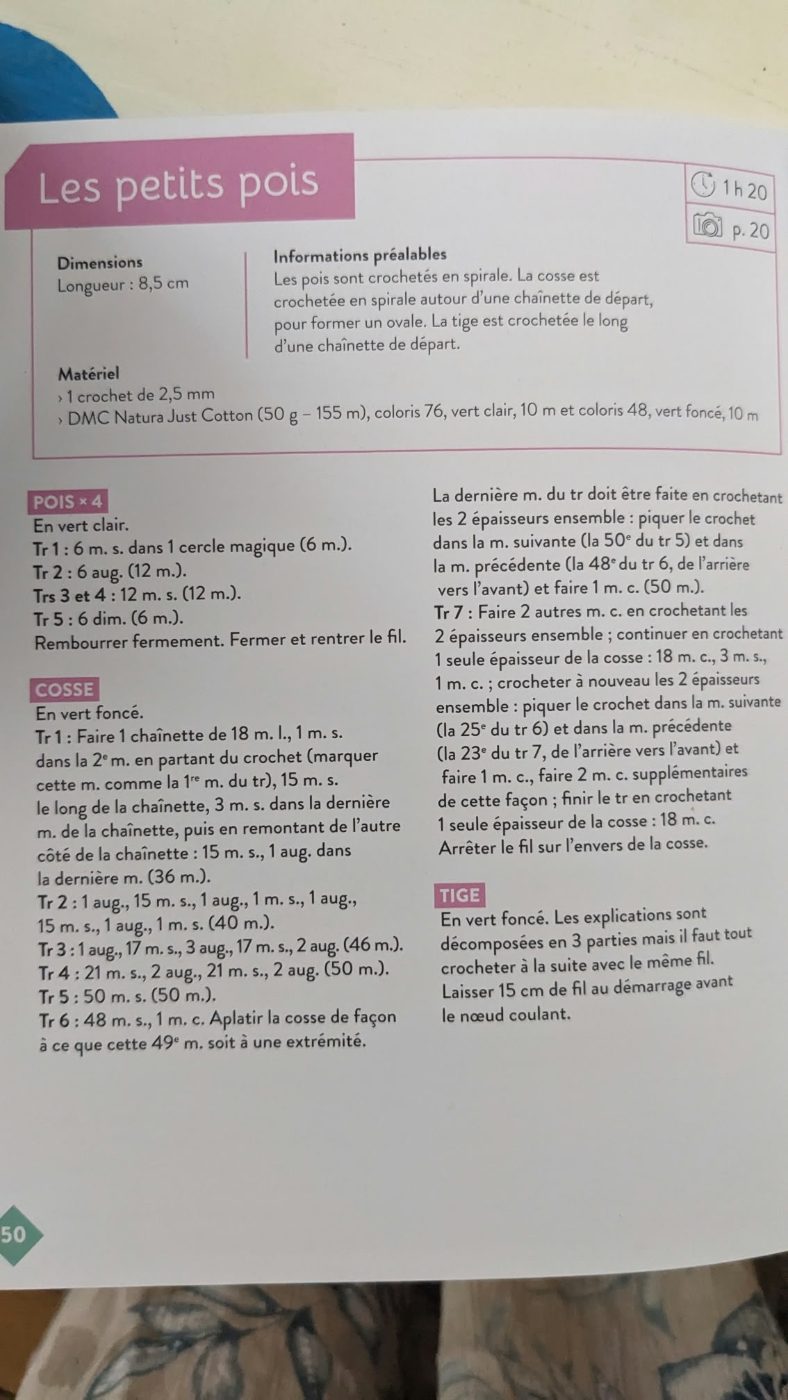 Les petits pois
1 h 20
p. 20
Dimensions
Longueur : 8,5 cm
Informations préalables
Les pois sont crochetés en spirale. La cosse est
crochetée en spirale autour d'une chaînette de départ,
pour former un ovale. La tige est crochetée le long
d'une chaînette de départ.
Matériel
› 1 crochet de 2,5 mm
› DMC Natura Just Cotton (50 g – 155 m), coloris 76, vert clair, 10 m et coloris 48, vert foncé, 10 m
POIS × 4
En vert clair.
Tr 1 : 6 m. s. dans 1 cercle magique (6 m.).
Tr 2 : 6 aug. (12 m.).
Trs 3 et 4 : 12 m. s. (12 m.).
Tr 5 : 6 dim. (6 m.).
Rembourrer fermement. Fermer et rentrer le fil.
COSSE
En vert foncé.
Tr 1 : Faire 1 chaînette de 18 m. l., 1 m. s.
dans la 2e m. en partant du crochet (marquer
cette m. comme la 1re m. du tr), 15 m. s.
le long de la chaînette, 3 m. s. dans la dernière
m. de la chaînette, puis en remontant de l'autre
côté de la chaînette : 15 m. s., 1 aug. dans
la dernière m. (36 m.).
Tr 2 : 1 aug., 15 m. s., 1 aug., 1 m. s., 1 aug.,
15 m. s., 1 aug., 1 m. s. (40 m.).
Tr 3 : 1 aug., 17 m. s., 3 aug., 17 m. s., 2 aug. (46 m.).
Tr 4 : 21 m. s., 2 aug., 21 m. s., 2 aug. (50 m.).
Tr 5 : 50 m. s. (50 m.).
Tr 6 : 48 m. s., 1 m. c. Aplatir la cosse de façon
à ce que cette 49e m. soit à une extrémité.
La dernière m. du tr doit être faite en crochetant
les 2 épaisseurs ensemble : piquer le crochet
dans la m. suivante (la 50e du tr 5) et dans
la m. précédente (la 48e du tr 6, de l'arrière
vers l'avant) et faire 1 m. c. (50 m.).
Tr 7 : Faire 2 autres m. c. en crochetant les
2 épaisseurs ensemble ; continuer en crochetant
1 seule épaisseur de la cosse : 18 m. c., 3 m. s.,
1 m. c. ; crocheter à nouveau les 2 épaisseurs
ensemble : piquer le crochet dans la m. suivante
(la 25e du tr 6) et dans la m. précédente
(la 23e du tr 7, de l'arrière vers l'avant) et
faire 1 m. c., faire 2 m. c. supplémentaires
de cette façon ; finir le tr en crochetant
1 seule épaisseur de la cosse : 18 m. c.
Arrêter le fil sur l'envers de la cosse.
TIGE
En vert foncé. Les explications sont
décomposées en 3 parties mais il faut tout
crocheter à la suite avec le même fil.
Laisser 15 cm de fil au démarrage avant
le nœud coulant.
50